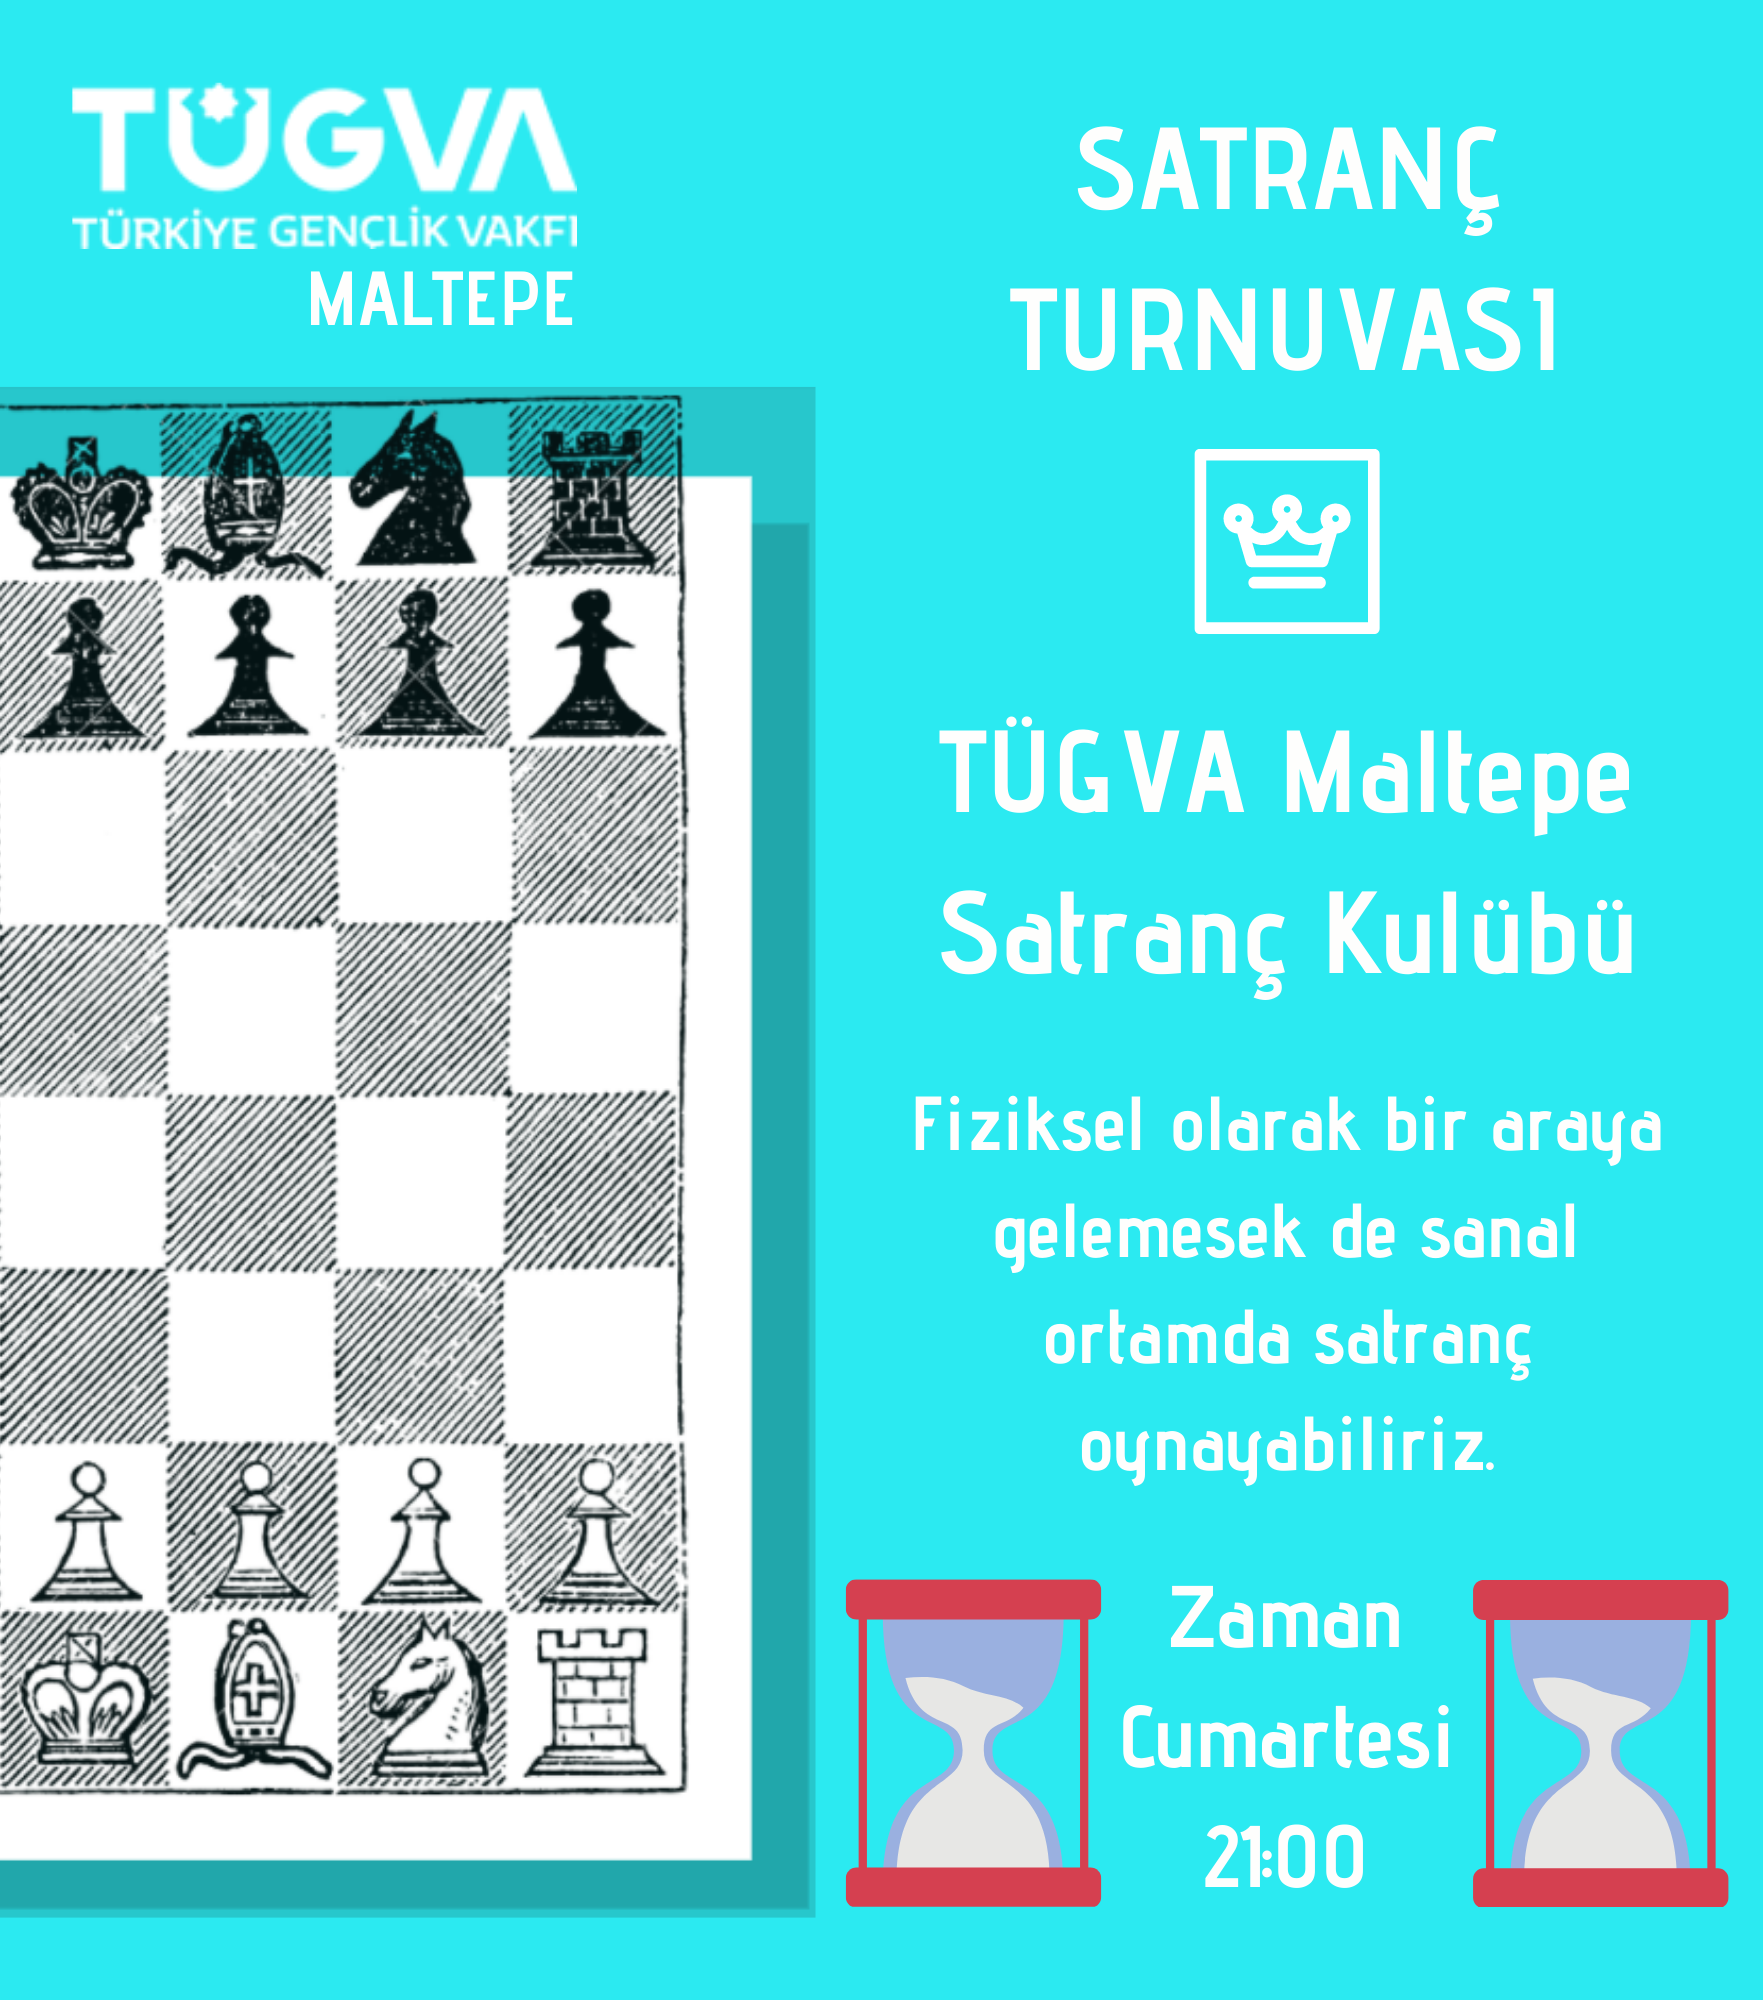 TÜGVA
TÜRKİYE GENÇLİK VAKFI
MALTEPE
SATRANÇ
TURNUVASI
TÜGVA Maltepe
Satranç Kulübü
Fiziksel olarak bir araya
gelemesek de sanal
ortamda satranç
oynayabiliriz.
Zaman
Cumartesi
21:00